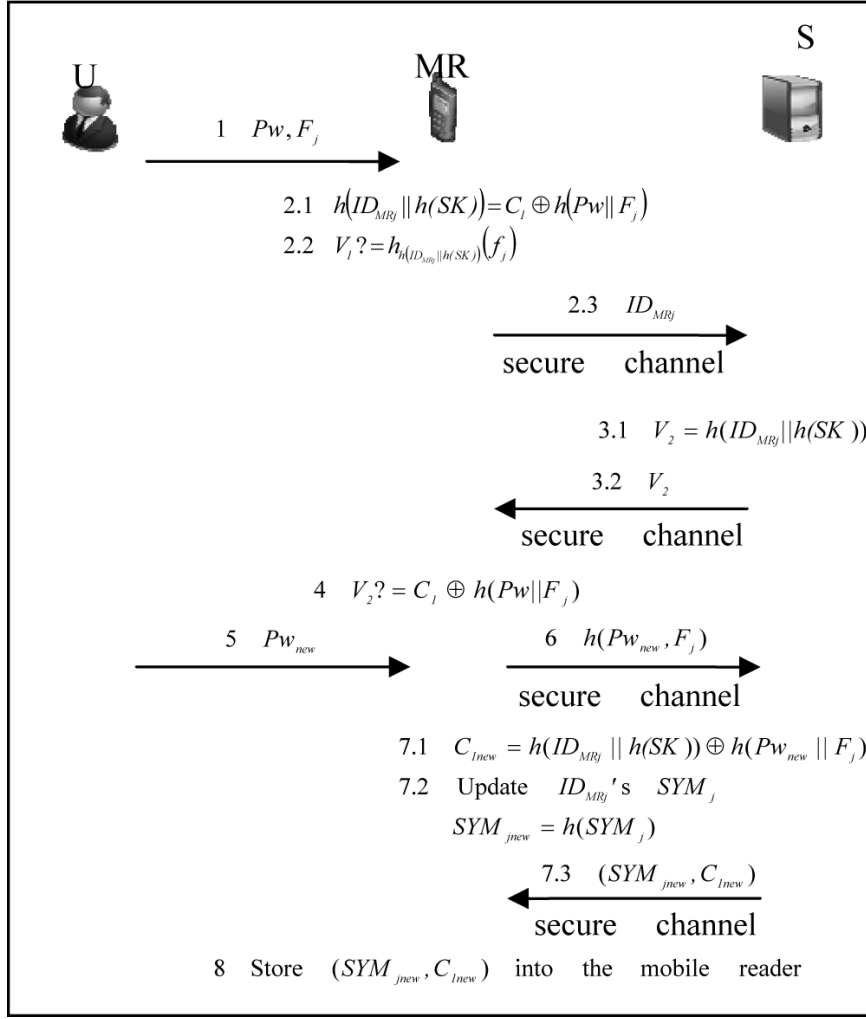 U
MR
S
1 Pw, F_j
2.1 h(ID_MRj || h(SK)) = C_1 ⊕ h(Pw || F_j)
2.2 V_1 ? = h_h(ID_MRj || h(SK)) (f_j)
2.3 ID_MRj
secure channel
3.1 V_2 = h(ID_MRj || h(SK))
3.2 V_2
secure channel
4 V_2 ? = C_1 ⊕ h(Pw || F_j)
5 Pw_new
6 h(Pw_new, F_j)
secure channel
7.1 C_1new = h(ID_MRj || h(SK)) ⊕ h(Pw_new || F_j)
7.2 Update ID_MRj's SYM_j
SYM_jnew = h(SYM_j)
7.3 (SYM_jnew, C_1new)
secure channel
8 Store (SYM_jnew, C_1new) into the mobile reader